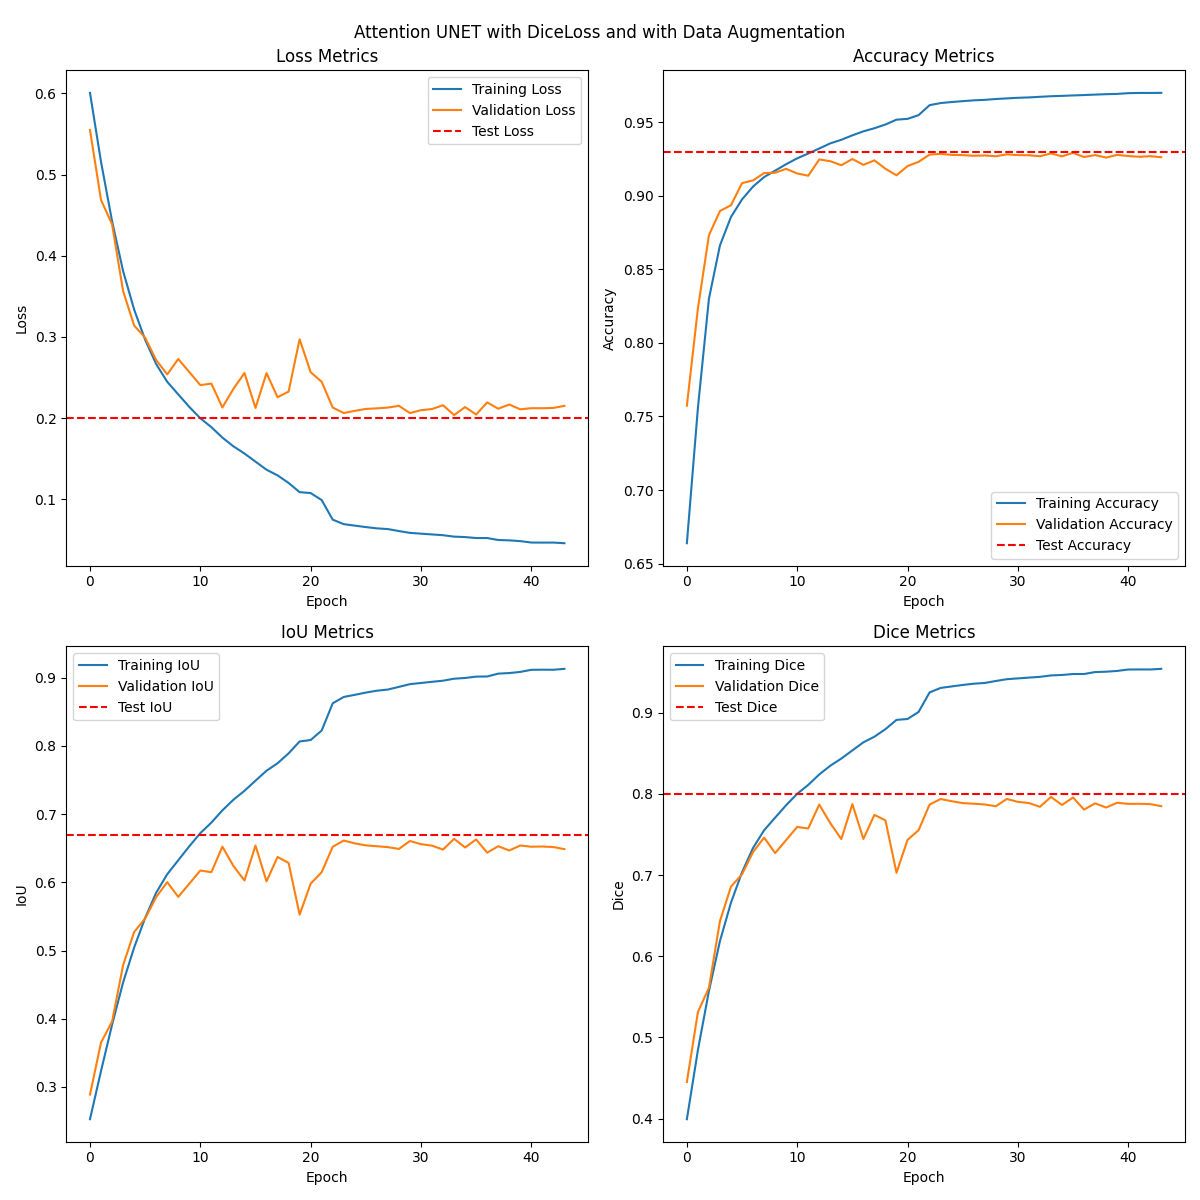 Attention UNET with DiceLoss and with Data Augmentation
Loss Metrics
Training Loss
Validation Loss
Test Loss
0.6
0.5
0.4
0.3
0.2
0.1
Loss
0 10 20 30 40
Epoch
Accuracy Metrics
0.95
0.90
0.85
0.80
0.75
0.70
0.65
Accuracy
Training Accuracy
Validation Accuracy
Test Accuracy
0 10 20 30 40
Epoch
IoU Metrics
Training IoU
Validation IoU
Test IoU
0.9
0.8
0.7
0.6
0.5
0.4
0.3
IoU
0 10 20 30 40
Epoch
Dice Metrics
Training Dice
Validation Dice
Test Dice
0.9
0.8
0.7
0.6
0.5
0.4
Dice
0 10 20 30 40
Epoch